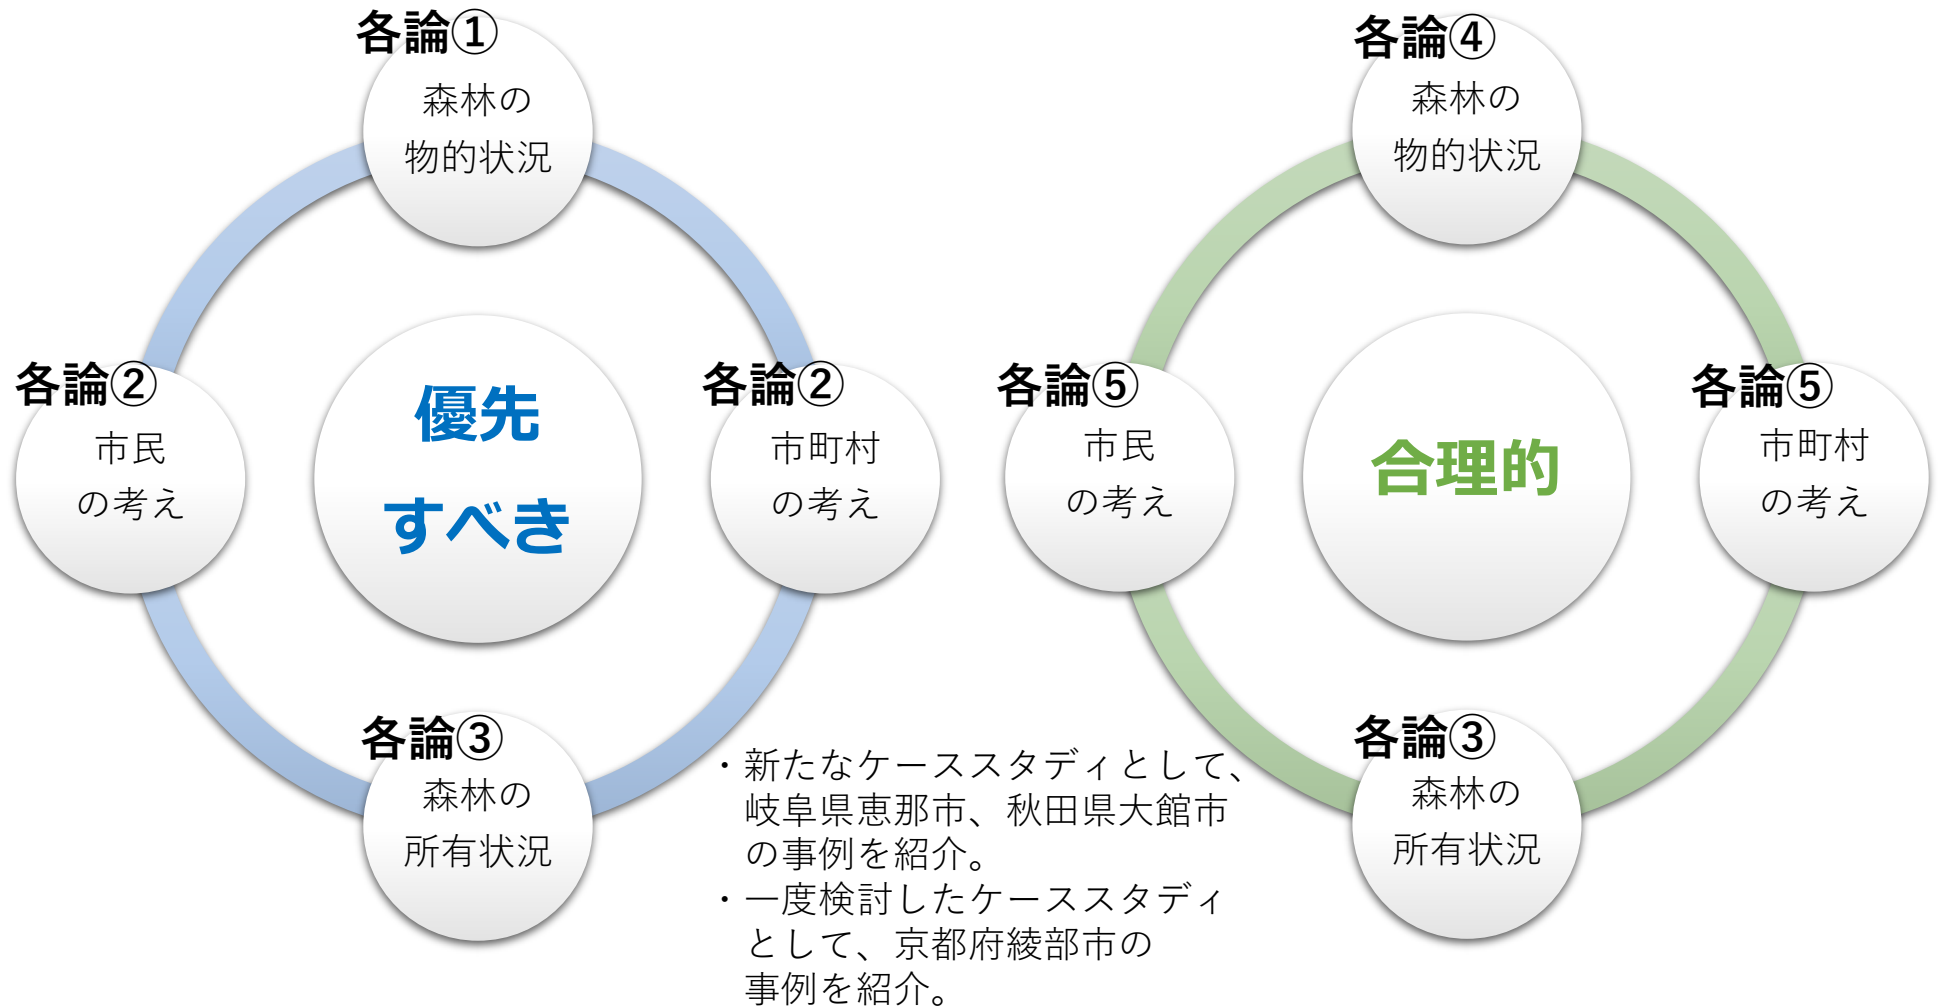 各論①
森林の
物的状況
各論②
市民
の考え
優先
すべき
各論②
市町村
の考え
各論③
森林の
所有状況
各論④
森林の
物的状況
各論⑤
市民
の考え
合理的
各論⑤
市町村
の考え
各論③
森林の
所有状況
・新たなケーススタディとして、
岐阜県恵那市、秋田県大館市
の事例を紹介。
・一度検討したケーススタディ
として、京都府綾部市の
事例を紹介。